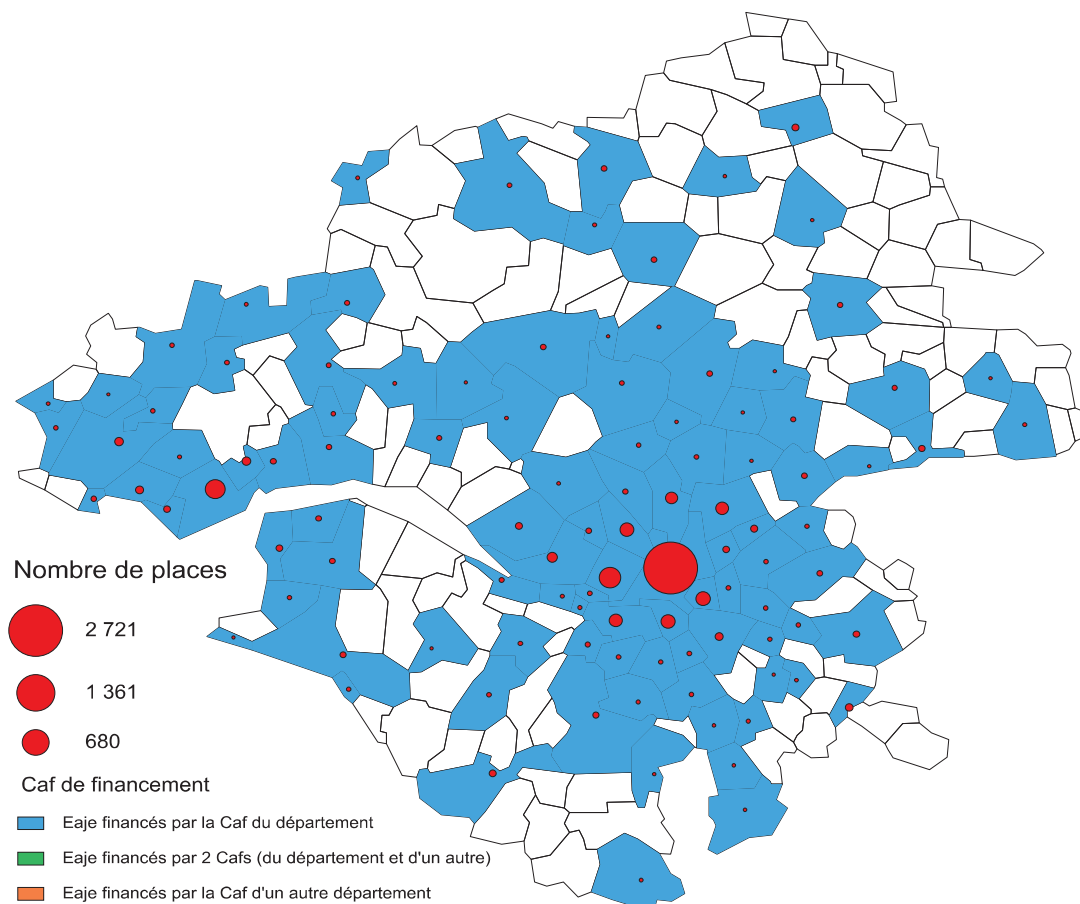 Nombre de places
2 721
1 361
680
Caf de financement
Eaje financés par la Caf du département
Eaje financés par 2 Cafs (du département et d'un autre)
Eaje financés par la Caf d'un autre département